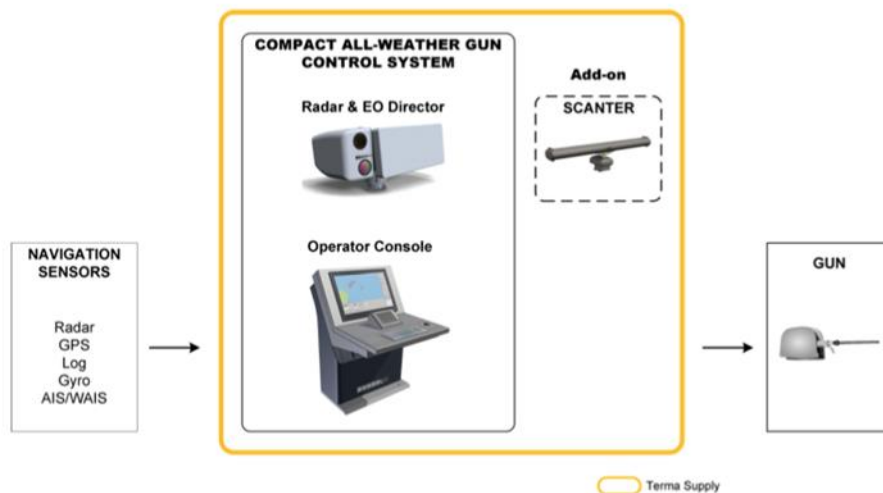 COMPACT ALL-WEATHER GUN
CONTROL SYSTEM
Radar & EO Director
Operator Console
Add-on
SCANTER
NAVIGATION
SENSORS
Radar
GPS
Log
Gyro
AIS/WAIS
GUN
Terma Supply